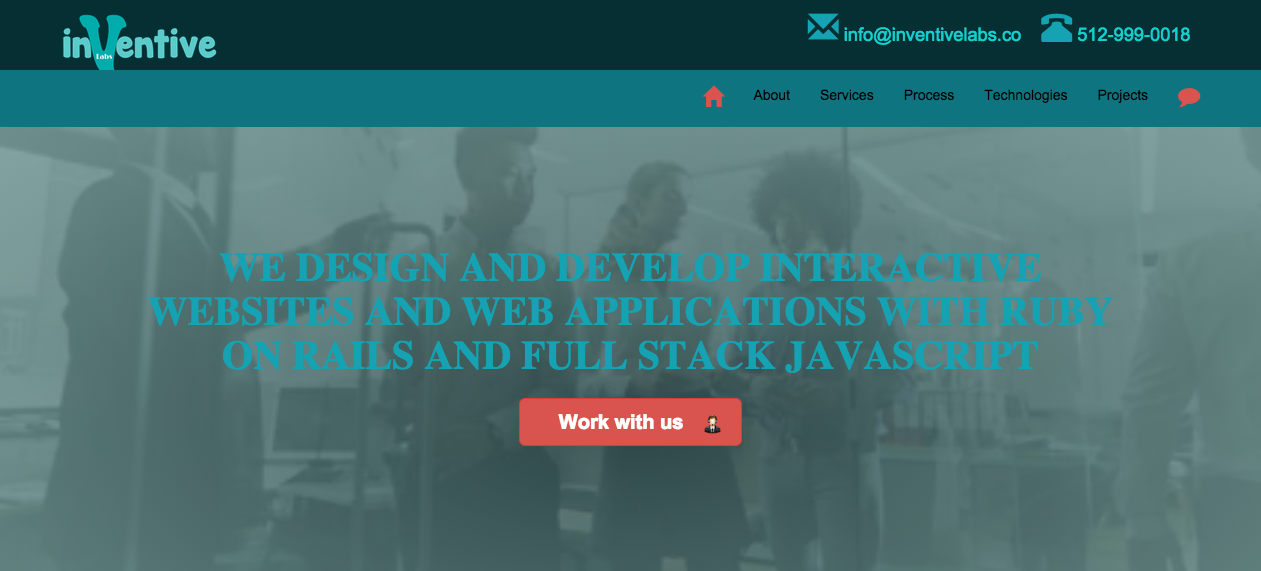 inVentive
Labs
info@inventivelabs.co 512-999-0018
About Services Process Technologies Projects
WE DESIGN AND DEVELOP INTERACTIVE
WEBSITES AND WEB APPLICATIONS WITH RUBY
ON RAILS AND FULL STACK JAVASCRIPT
Work with us